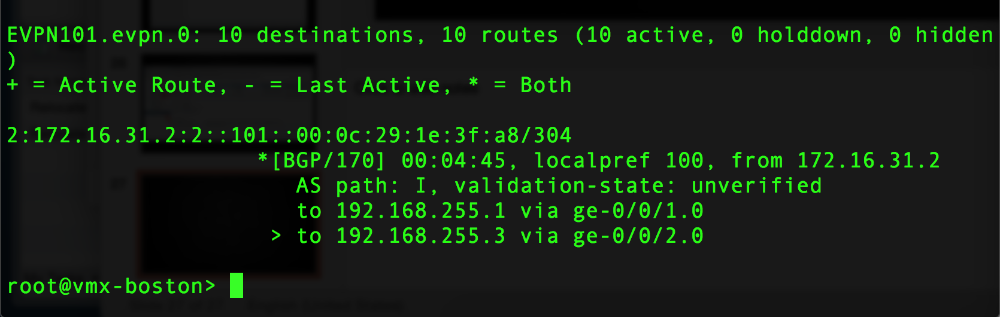 EVPN101.evpn.0: 10 destinations, 10 routes (10 active, 0 holddown, 0 hidden
)
+ = Active Route, - = Last Active, * = Both
2:172.16.31.2:2::101::00:0c:29:1e:3f:a8/304
*[BGP/170] 00:04:45, localpref 100, from 172.16.31.2
AS path: I, validation-state: unverified
to 192.168.255.1 via ge-0/0/1.0
> to 192.168.255.3 via ge-0/0/2.0
root@vmx-boston>